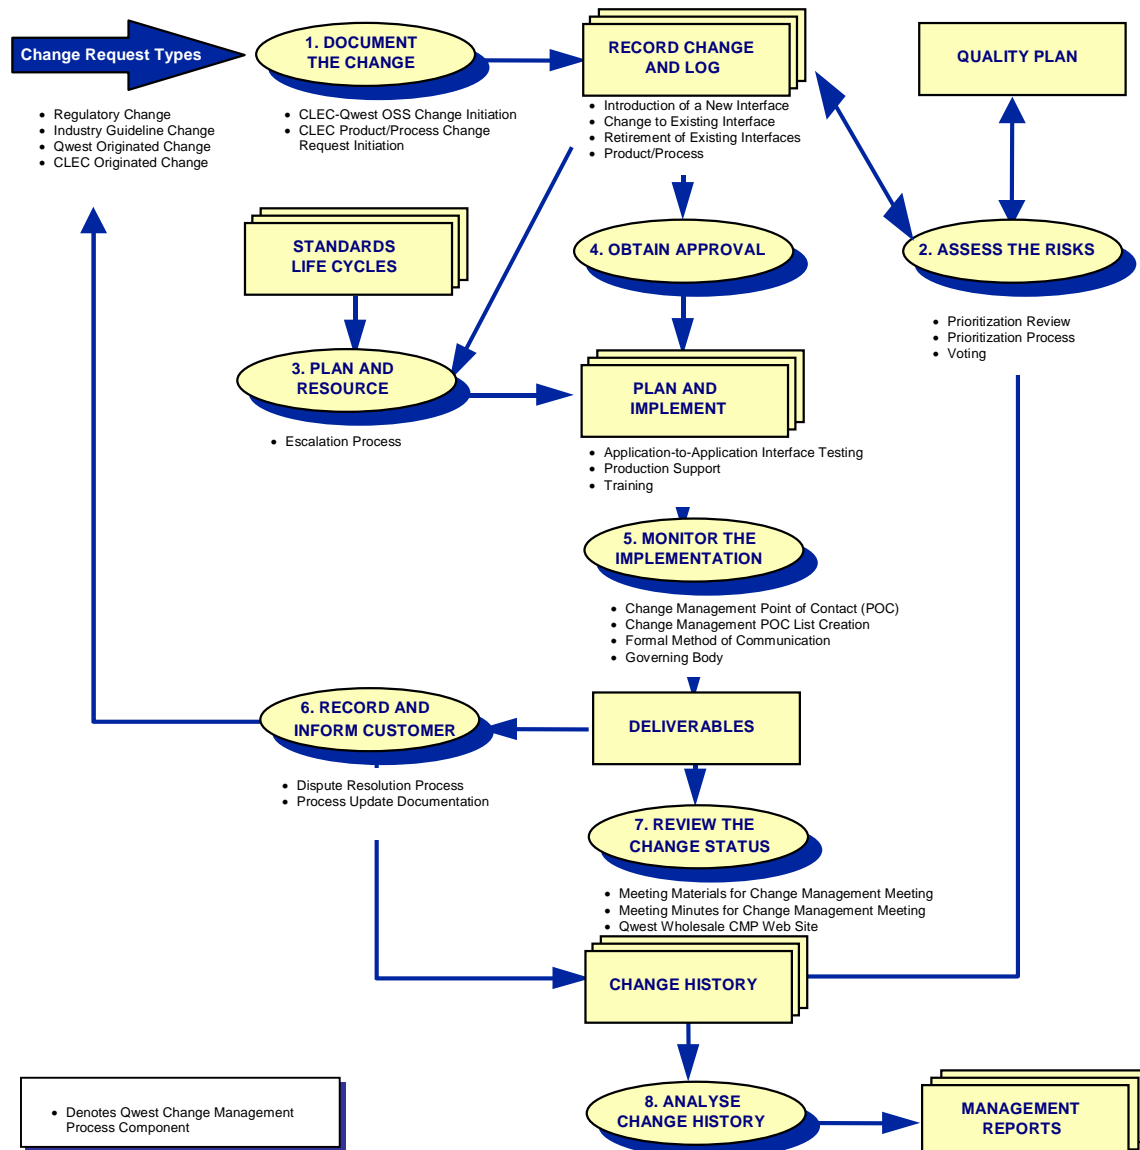 Change Request Types
• Regulatory Change
• Industry Guideline Change
• Qwest Originated Change
• CLEC Originated Change
1. DOCUMENT
THE CHANGE
• CLEC-Qwest OSS Change Initiation
• CLEC Product/Process Change
Request Initiation
RECORD CHANGE
AND LOG
• Introduction of a New Interface
• Change to Existing Interface
• Retirement of Existing Interfaces
• Product/Process
QUALITY PLAN
STANDARDS
LIFE CYCLES
4. OBTAIN APPROVAL
2. ASSESS THE RISKS
• Prioritization Review
• Prioritization Process
• Voting
3. PLAN AND
RESOURCE
• Escalation Process
PLAN AND
IMPLEMENT
• Application-to-Application Interface Testing
• Production Support
• Training
5. MONITOR THE
IMPLEMENTATION
• Change Management Point of Contact (POC)
• Change Management POC List Creation
• Formal Method of Communication
• Governing Body
6. RECORD AND
INFORM CUSTOMER
• Dispute Resolution Process
• Process Update Documentation
DELIVERABLES
7. REVIEW THE
CHANGE STATUS
• Meeting Materials for Change Management Meeting
• Meeting Minutes for Change Management Meeting
• Qwest Wholesale CMP Web Site
CHANGE HISTORY
• Denotes Qwest Change Management
Process Component
8. ANALYSE
CHANGE HISTORY
MANAGEMENT
REPORTS